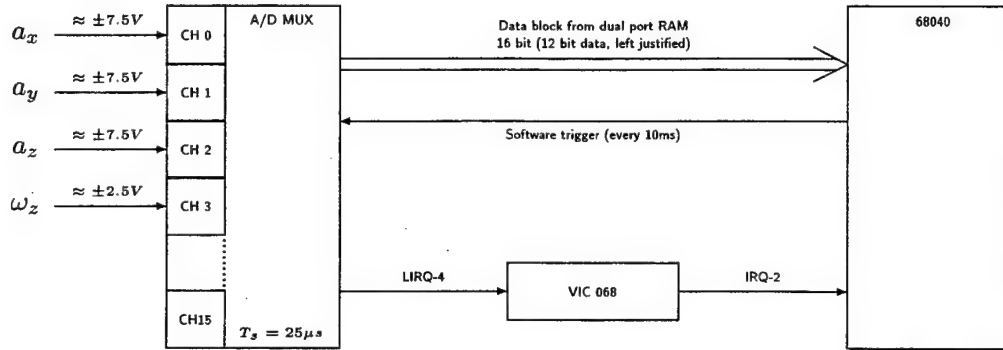 a_x
≈ ±7.5V
CH 0
A/D MUX
Data block from dual port RAM
16 bit (12 bit data, left justified)
68040
a_y
≈ ±7.5V
CH 1
a_z
≈ ±7.5V
CH 2
Software trigger (every 10ms)
ω_z
≈ ±2.5V
CH 3
LIRQ-4
VIC 068
IRQ-2
CH15
T_s = 25μs